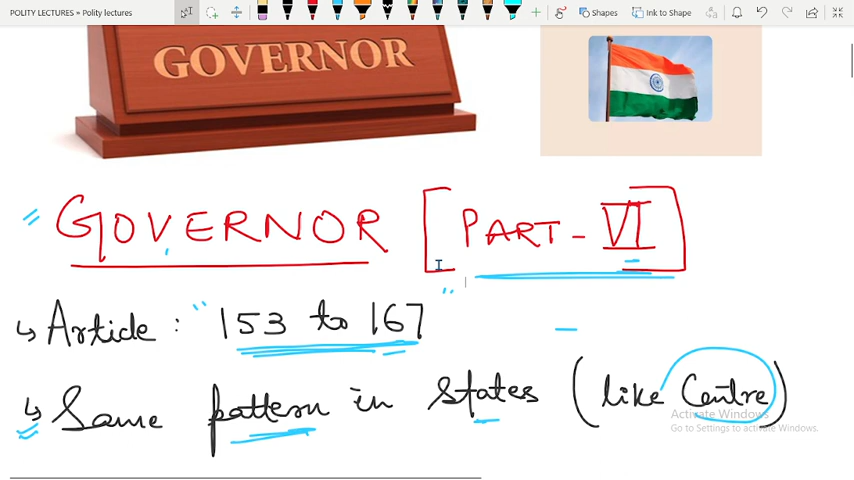 POLITY LECTURES » Polity lectures
Shapes
Ink to Shape
GOVERNOR
GOVERNOR [PART - VI]
↳ Article : "153 to 167
↳ Same pattern in states (like Centre)
Activate Windows
Go to Settings to activate Windows.